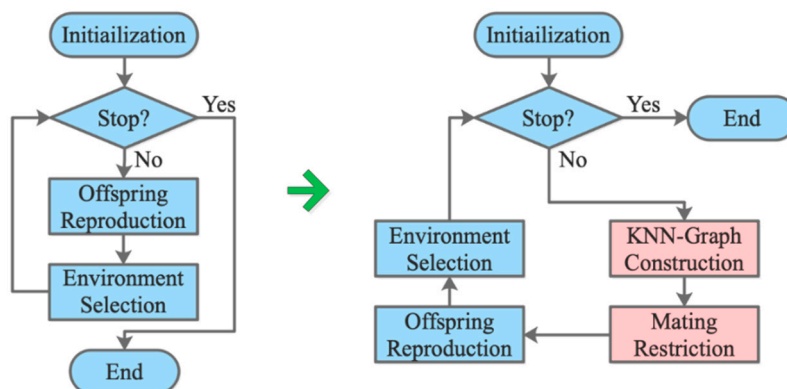 Initiailization
Stop?
Yes
No
Offspring
Reproduction
Environment
Selection
End
Initiailization
Stop?
Yes
End
No
KNN-Graph
Construction
Mating
Restriction
Offspring
Reproduction
Environment
Selection